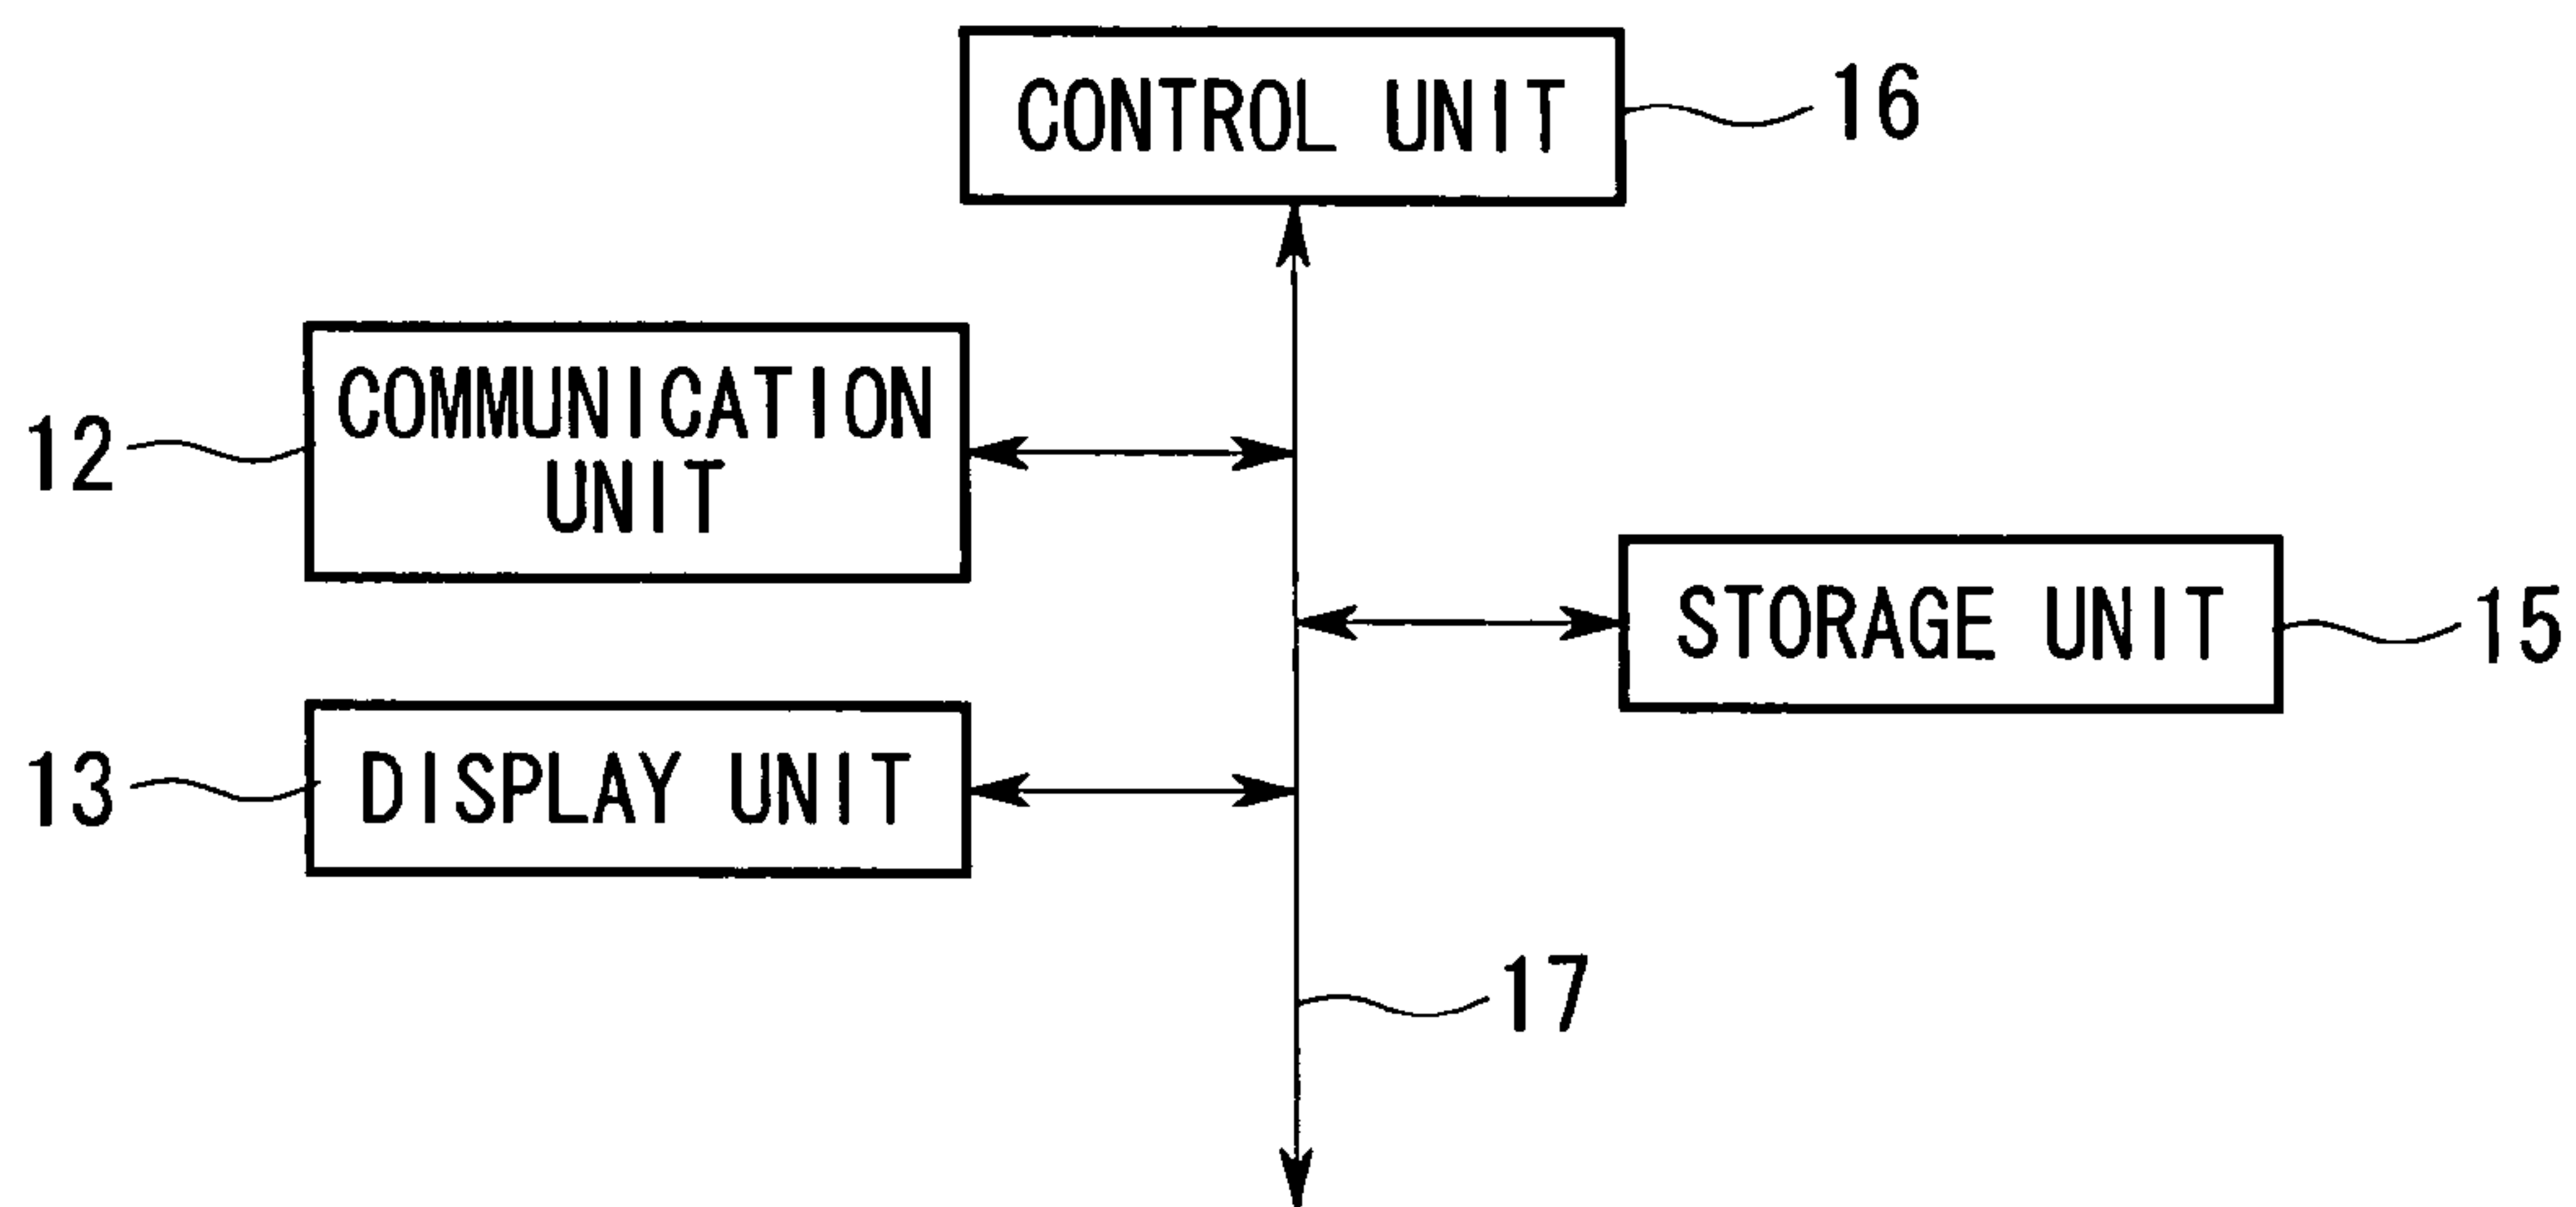 CONTROL UNIT
16
COMMUNICATION
UNIT
12
STORAGE UNIT
15
DISPLAY UNIT
13
17